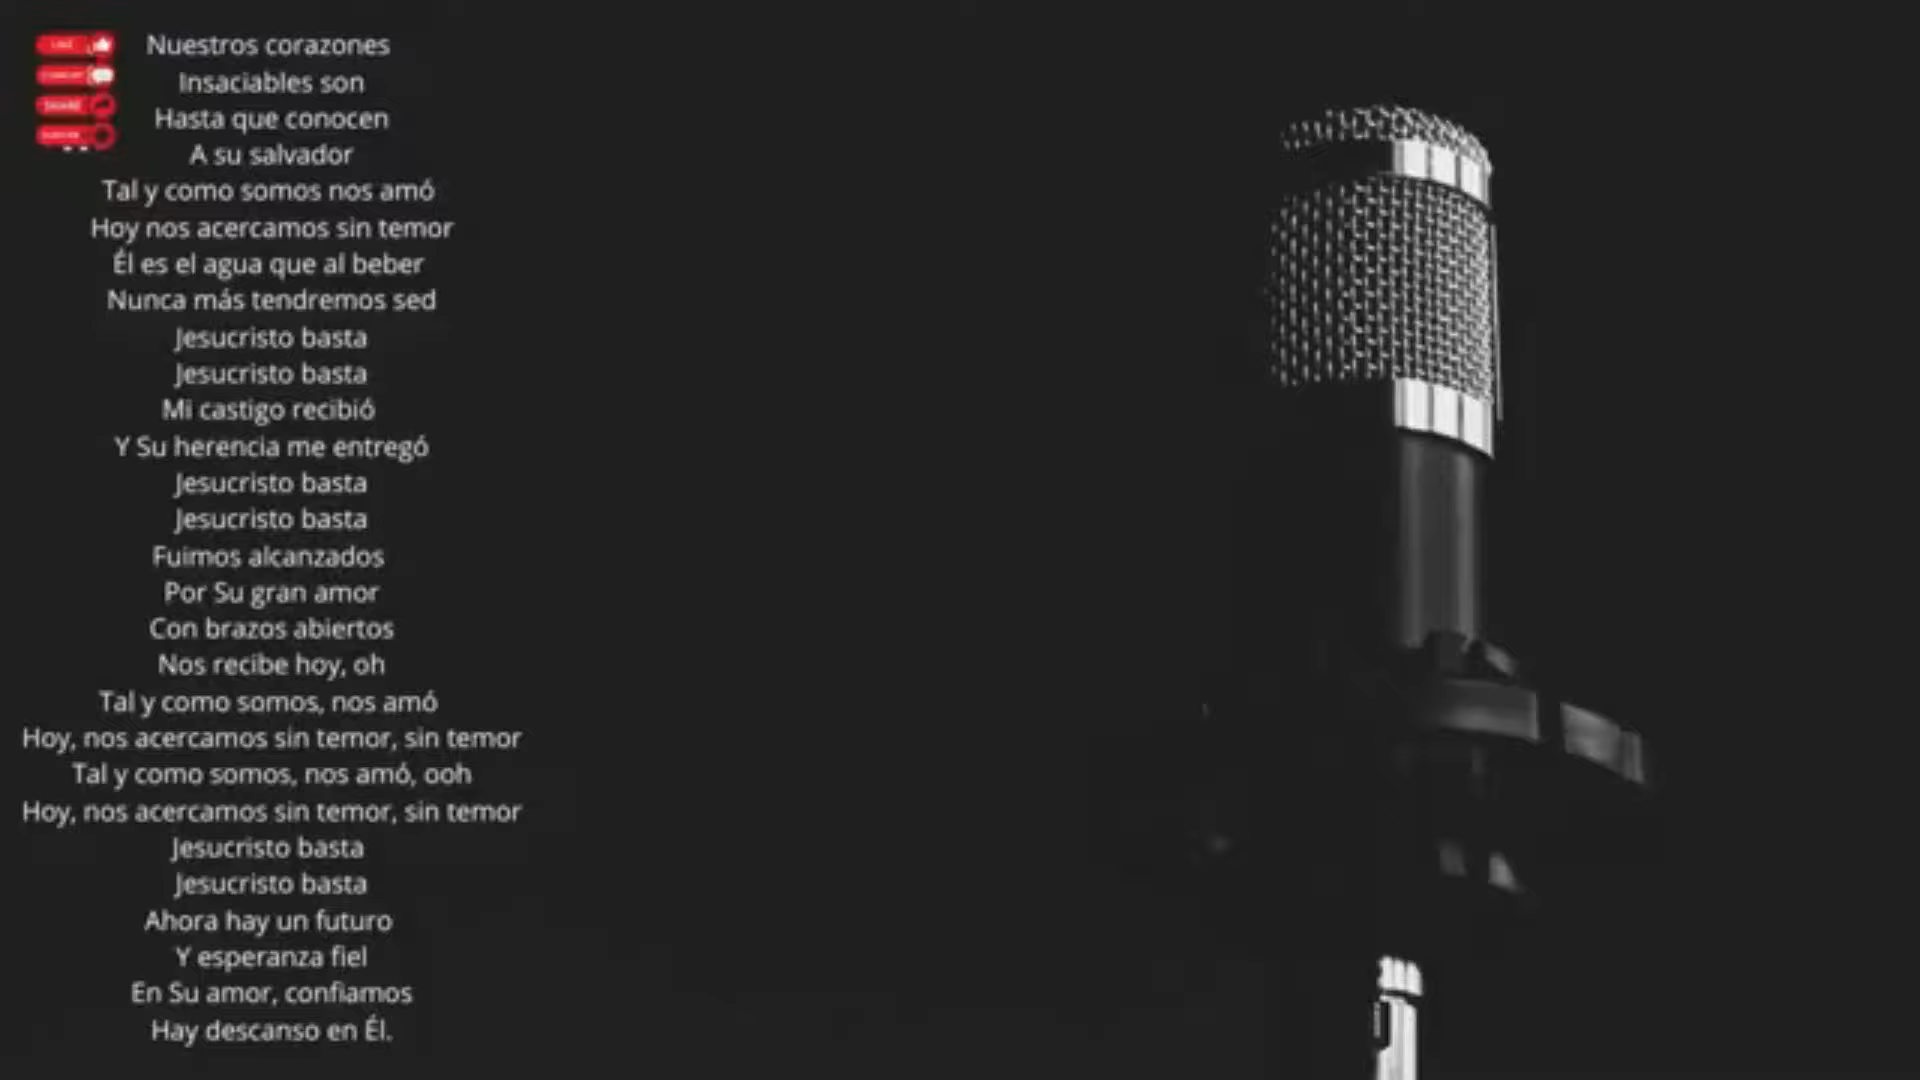 Nuestros corazones
Insaciables son
Hasta que conocen
A su salvador
Tal y como somos nos amó
Hoy nos acercamos sin temor
Él es el agua que al beber
Nunca más tendremos sed
Jesucristo basta
Jesucristo basta
Mi castigo recibió
Y Su herencia me entregó
Jesucristo basta
Jesucristo basta
Fuimos alcanzados
Por Su gran amor
Con brazos abiertos
Nos recibe hoy, oh
Tal y como somos, nos amó
Hoy, nos acercamos sin temor, sin temor
Tal y como somos, nos amó, ooh
Hoy, nos acercamos sin temor, sin temor
Jesucristo basta
Jesucristo basta
Ahora hay un futuro
Y esperanza fiel
En Su amor, confiamos
Hay descanso en Él.